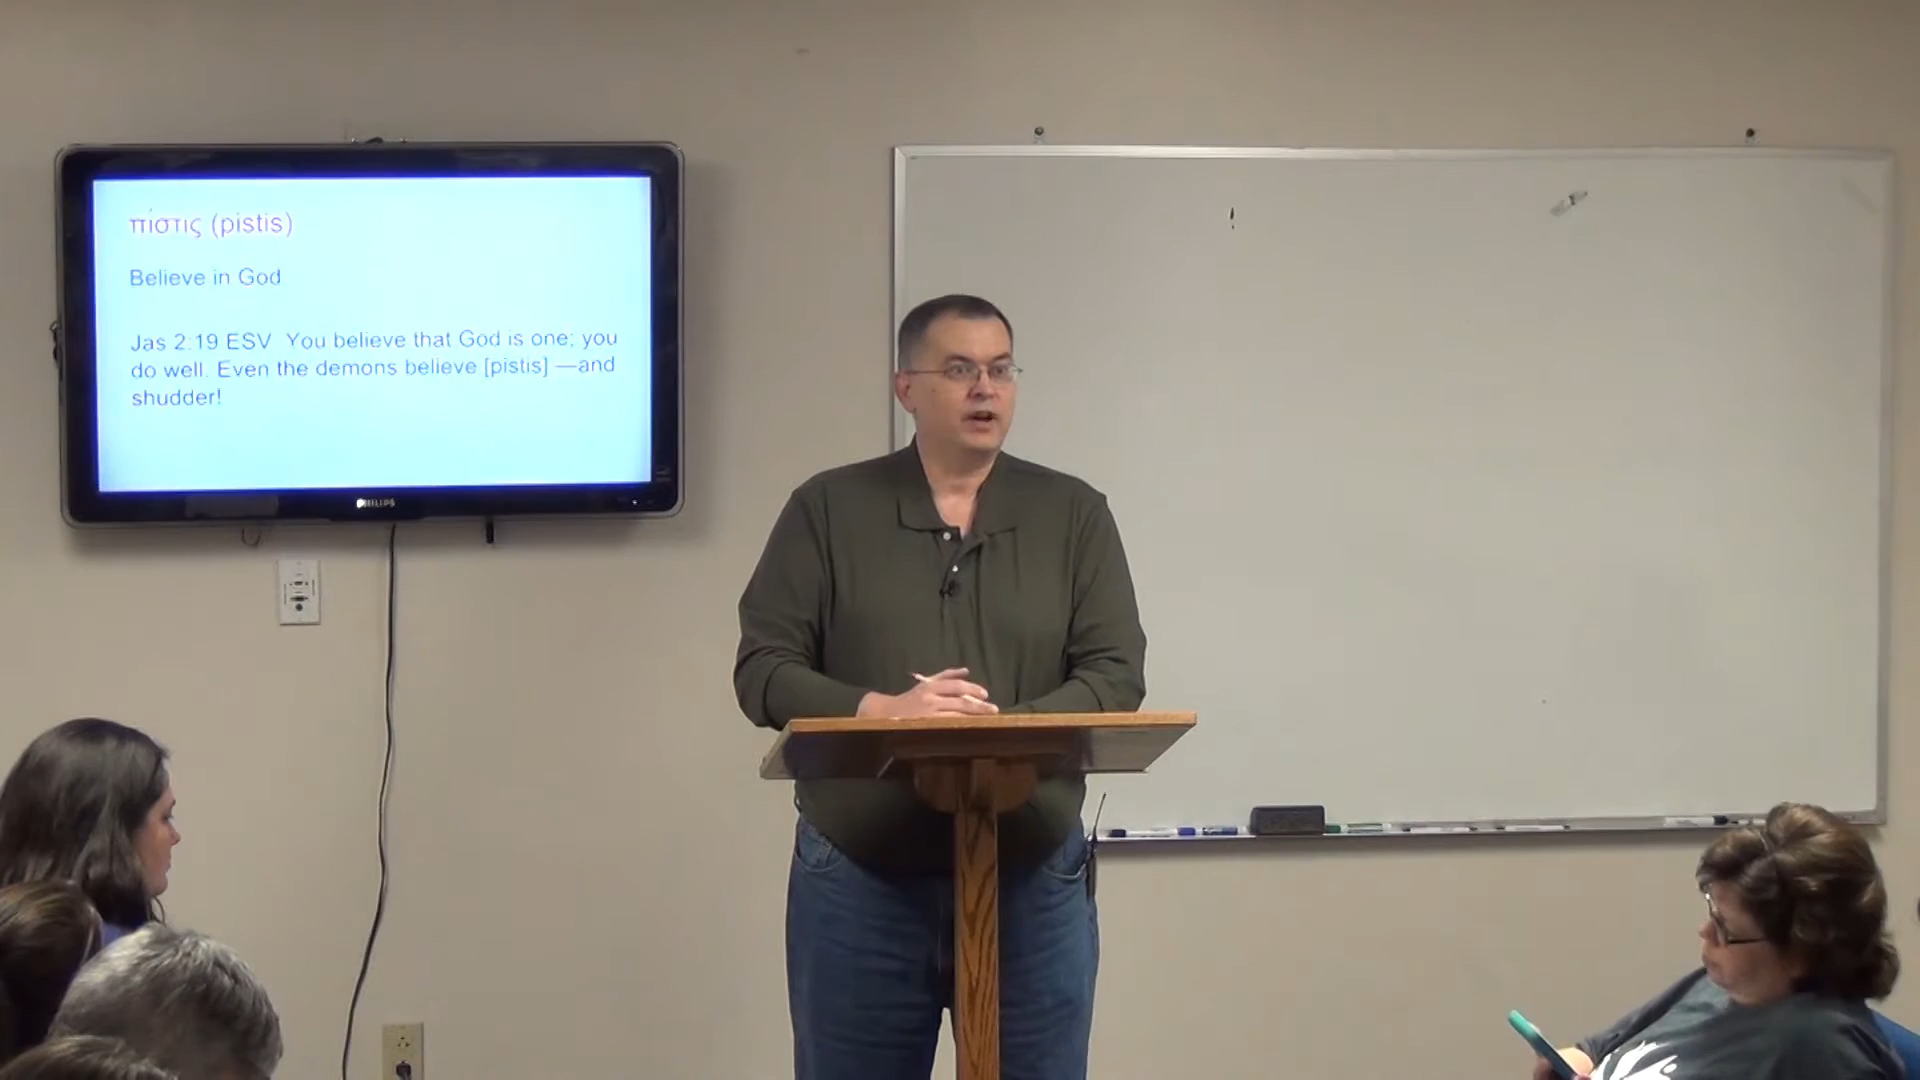 πίστις (pistis)
Believe in God
Jas 2:19 ESV  You believe that God is one; you
do well. Even the demons believe [pistis] —and
shudder!
PHILIPS